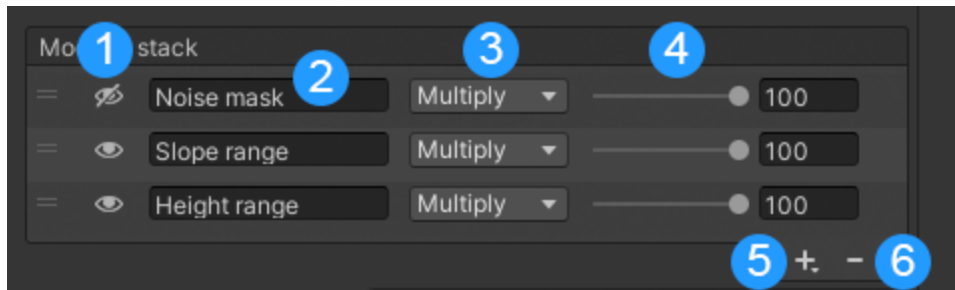 1 stack 3 4
Noise mask 2 Multiply 100
Slope range Multiply 100
Height range Multiply 100
5 + - 6